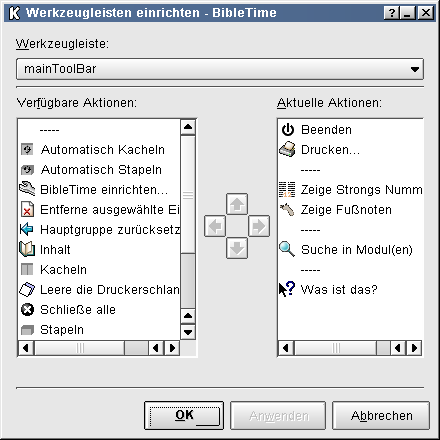 Werkzeugleisten einrichten - BibleTime
Werkzeugleiste:
mainToolBar
Verfügbare Aktionen:
-----
Automatisch Kacheln
Automatisch Stapeln
BibleTime einrichten...
Entferne ausgewählte Ei
Hauptgruppe zurücksetz
Inhalt
Kacheln
Leere die Druckerschlan
Schließe alle
Stapeln
Aktuelle Aktionen:
Beenden
Drucken...
-----
Zeige Strongs Numm
Zeige Fußnoten
-----
Suche in Modul(en)
-----
Was ist das?
OK
Anwenden
Abbrechen